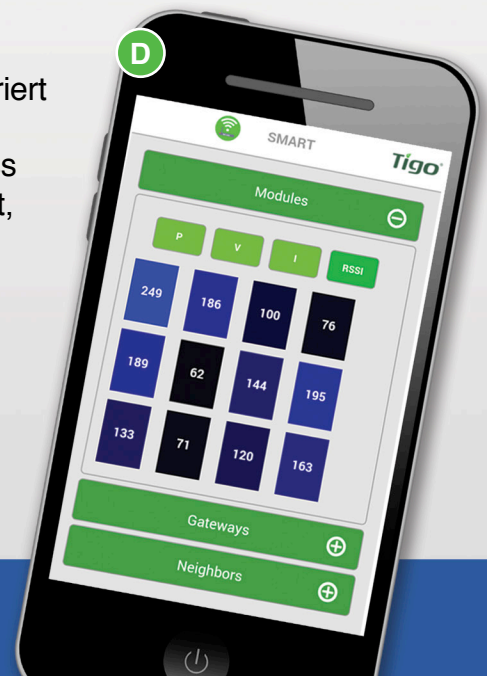 D
riert
s
t,
SMART
Tigo
Modules
P V I RSSI
249 186 100 76
189 62 144 195
133 71 120 163
Gateways
Neighbors